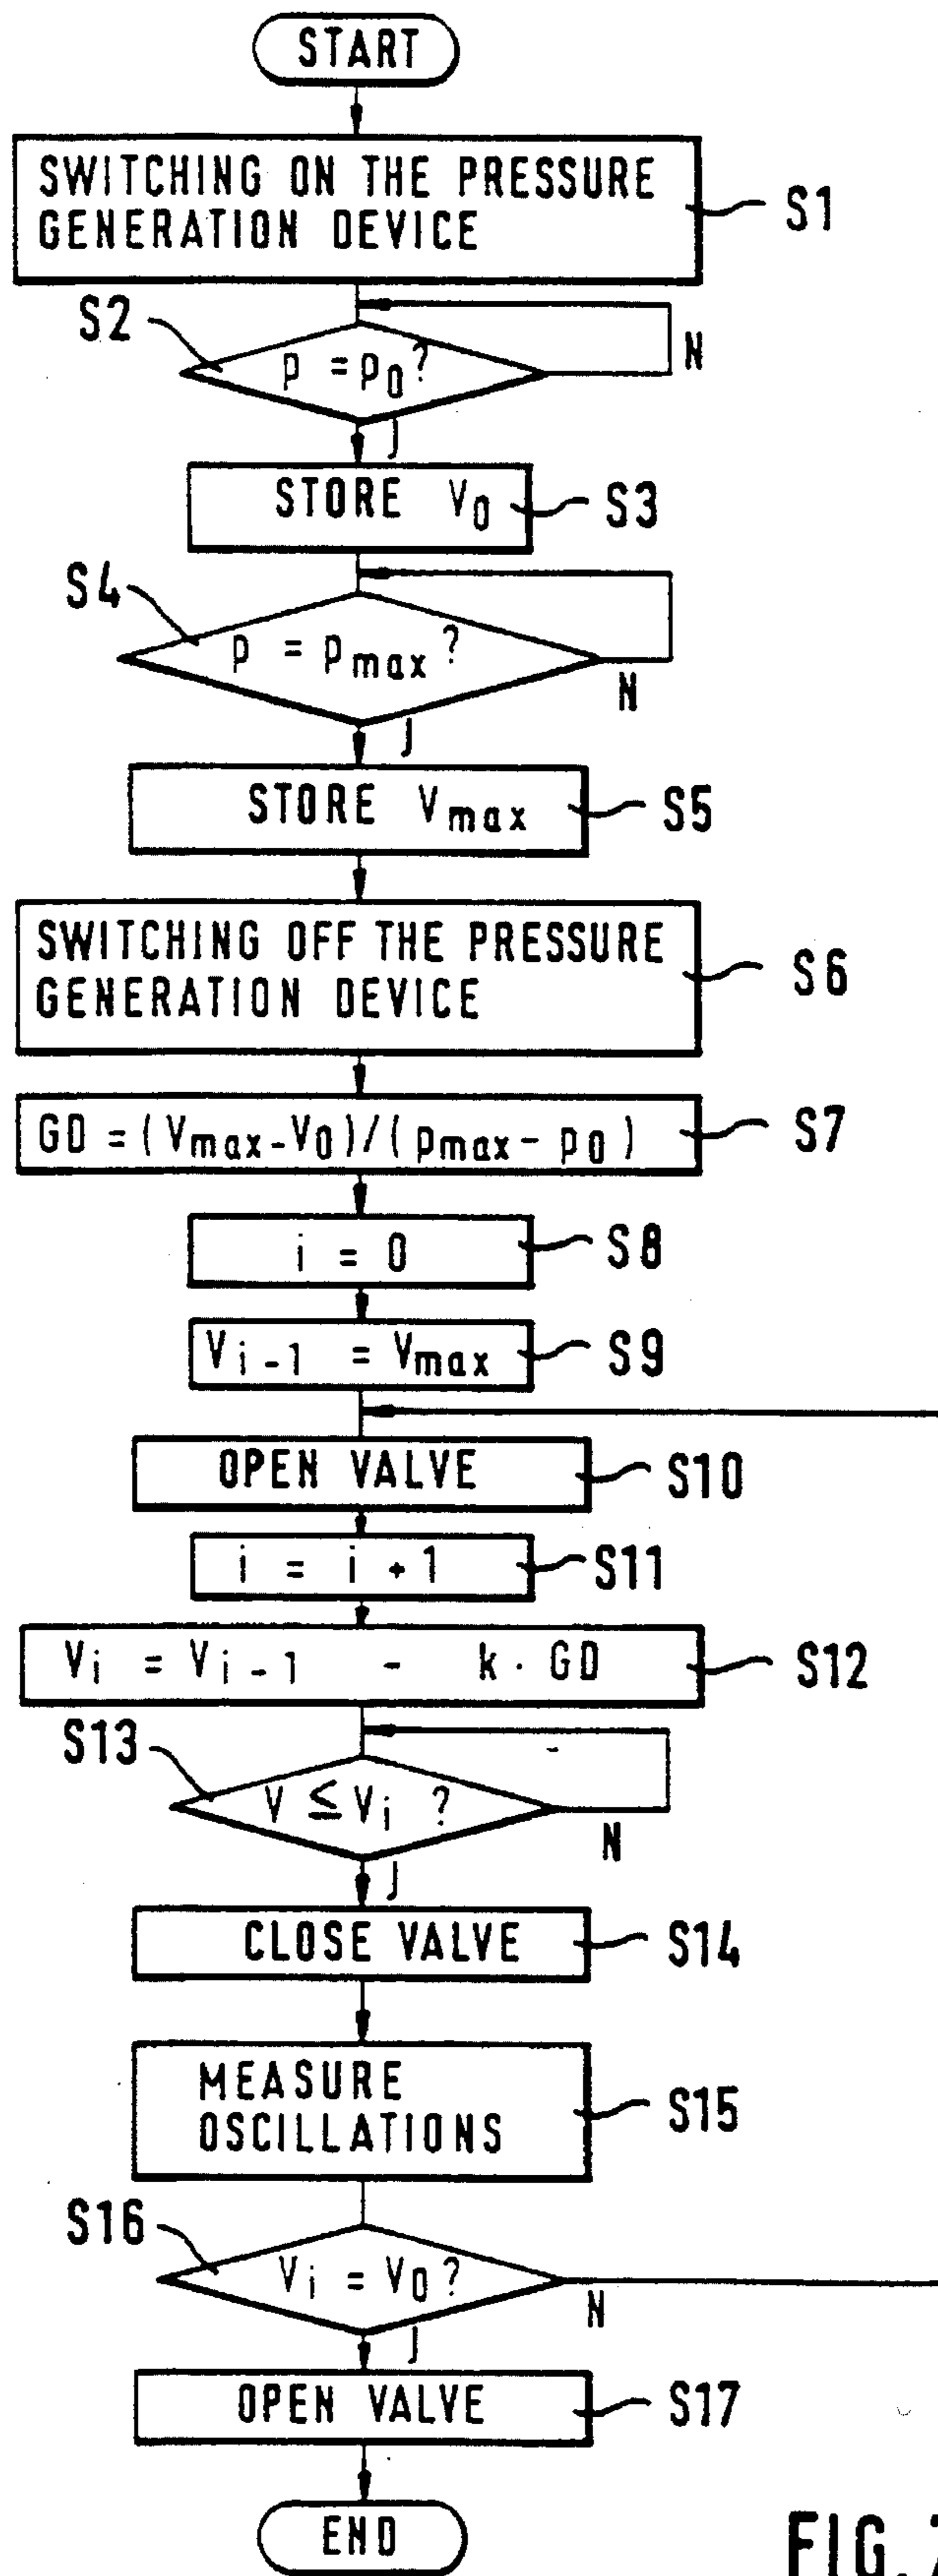 START
SWITCHING ON THE PRESSURE
GENERATION DEVICE
S1
S2
p = p0?
N
J
STORE V0
S3
S4
p = pmax?
N
J
STORE Vmax
S5
SWITCHING OFF THE PRESSURE
GENERATION DEVICE
S6
GD = (Vmax-V0)/(pmax-p0)
S7
i = 0
S8
Vi-1 = Vmax
S9
OPEN VALVE
S10
i = i + 1
S11
Vi = Vi-1 - k · GD
S12
S13
V ≤ Vi ?
N
J
CLOSE VALVE
S14
MEASURE
OSCILLATIONS
S15
S16
Vi = V0?
N
J
OPEN VALVE
S17
END
FIG.